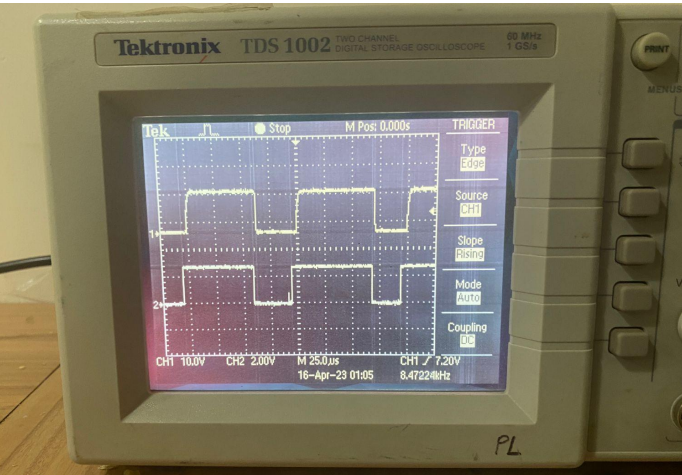 Tektronix TDS 1002 TWO CHANNEL DIGITAL STORAGE OSCILLOSCOPE
60 MHz
1 GS/s
PRINT
Tek Stop M Pos: 0.000s TRIGGER
Type
Edge
Source
CH1
Slope
Rising
Mode
Auto
Coupling
DC
1
2
CH1 10.0V CH2 2.00V M 25.0µs CH1 7.20V
16-Apr-23 01:05 8.47224kHz
PL